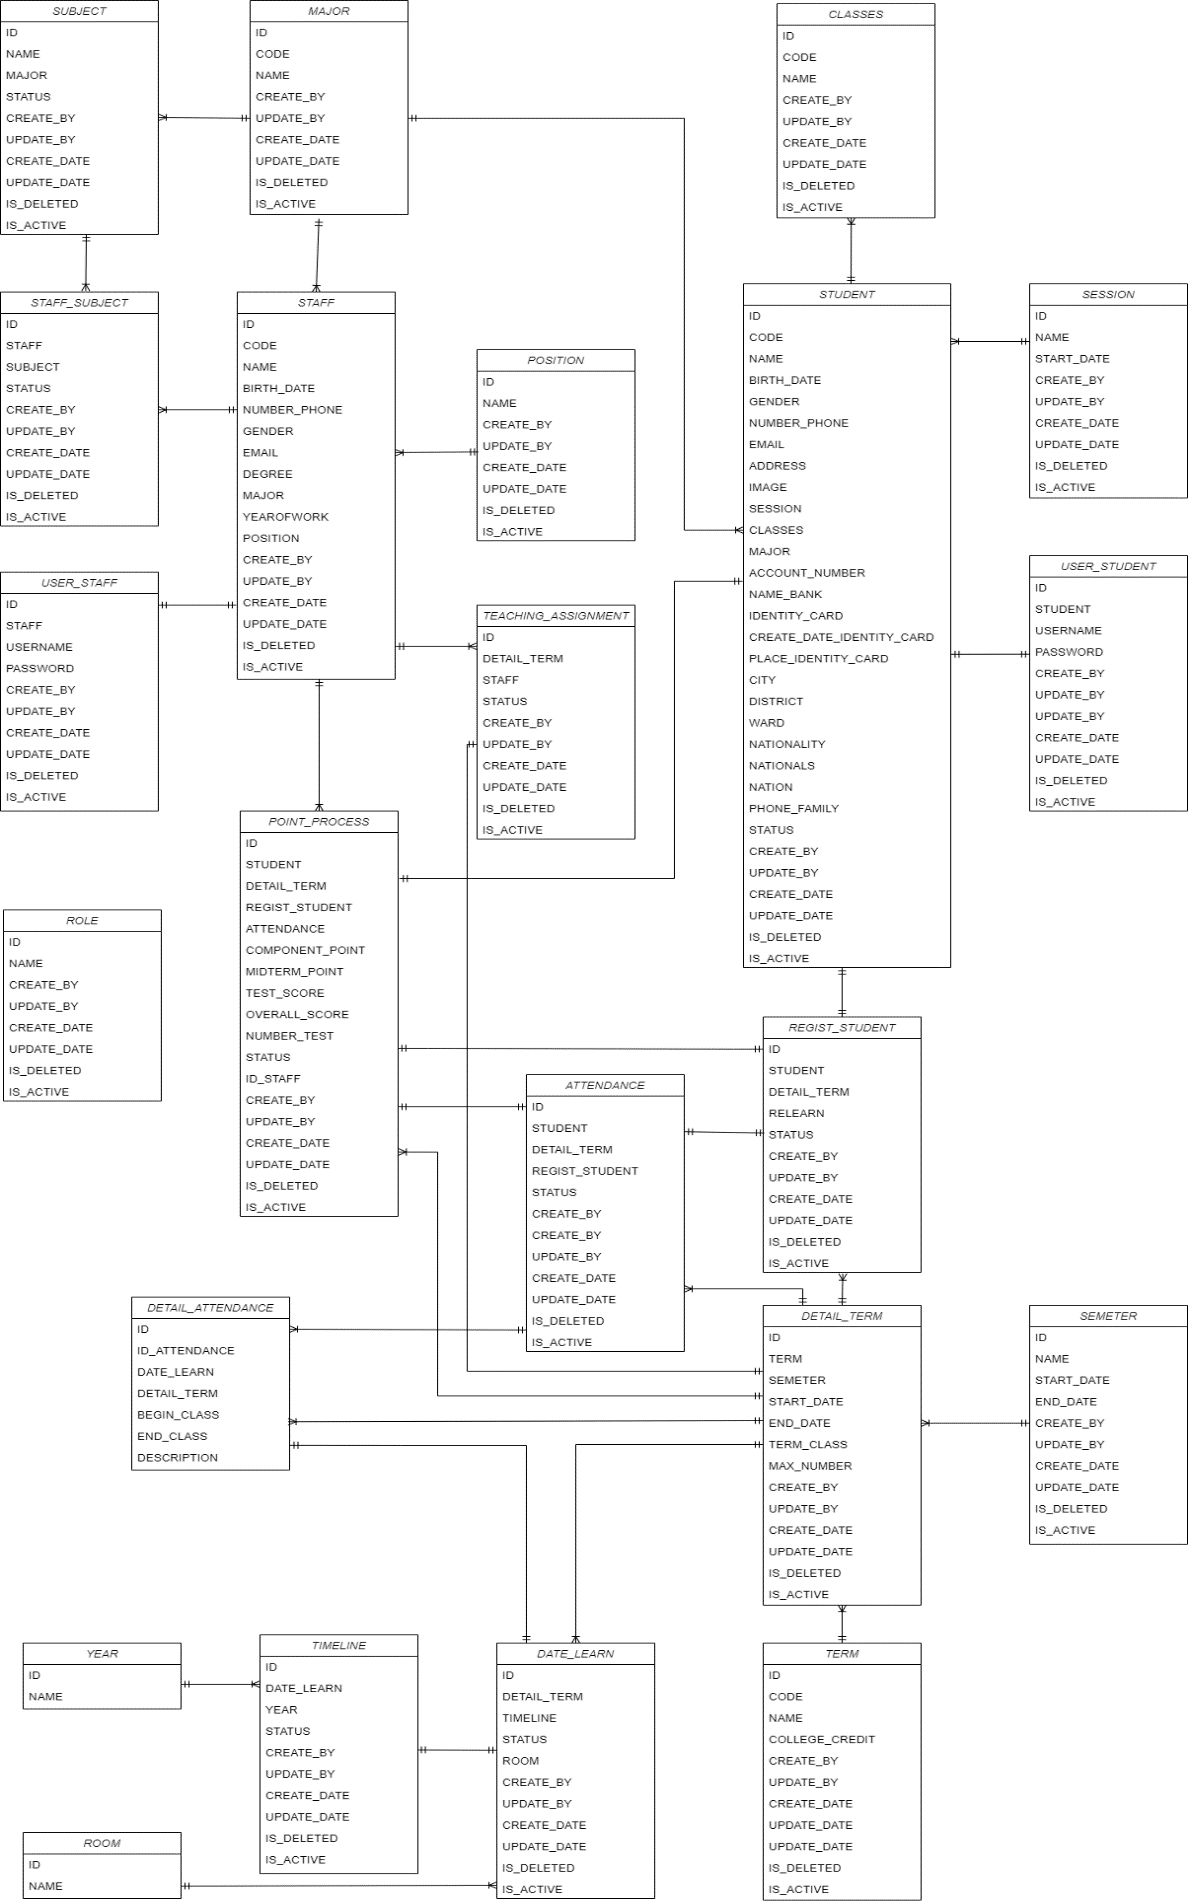 SUBJECT
ID
NAME
MAJOR
STATUS
CREATE_BY
UPDATE_BY
CREATE_DATE
UPDATE_DATE
IS_DELETED
IS_ACTIVE
MAJOR
ID
CODE
NAME
CREATE_BY
UPDATE_BY
CREATE_DATE
UPDATE_DATE
IS_DELETED
IS_ACTIVE
CLASSES
ID
CODE
NAME
CREATE_BY
UPDATE_BY
CREATE_DATE
UPDATE_DATE
IS_DELETED
IS_ACTIVE
STAFF_SUBJECT
ID
STAFF
SUBJECT
STATUS
CREATE_BY
UPDATE_BY
CREATE_DATE
UPDATE_DATE
IS_DELETED
IS_ACTIVE
STAFF
ID
CODE
NAME
BIRTH_DATE
NUMBER_PHONE
GENDER
EMAIL
DEGREE
MAJOR
YEAROFWORK
POSITION
CREATE_BY
UPDATE_BY
CREATE_DATE
UPDATE_DATE
IS_DELETED
IS_ACTIVE
POSITION
ID
NAME
CREATE_BY
UPDATE_BY
CREATE_DATE
UPDATE_DATE
IS_DELETED
IS_ACTIVE
STUDENT
ID
CODE
NAME
BIRTH_DATE
GENDER
NUMBER_PHONE
EMAIL
ADDRESS
IMAGE
SESSION
CLASSES
MAJOR
ACCOUNT_NUMBER
NAME_BANK
IDENTITY_CARD
CREATE_DATE_IDENTITY_CARD
PLACE_IDENTITY_CARD
CITY
DISTRICT
WARD
NATIONALITY
NATIONALS
NATION
PHONE_FAMILY
STATUS
CREATE_BY
UPDATE_BY
CREATE_DATE
UPDATE_DATE
IS_DELETED
IS_ACTIVE
SESSION
ID
NAME
START_DATE
CREATE_BY
UPDATE_BY
CREATE_DATE
UPDATE_DATE
IS_DELETED
IS_ACTIVE
USER_STAFF
ID
STAFF
USERNAME
PASSWORD
CREATE_BY
UPDATE_BY
CREATE_DATE
UPDATE_DATE
IS_DELETED
IS_ACTIVE
TEACHING_ASSIGNMENT
ID
DETAIL_TERM
STAFF
STATUS
CREATE_BY
UPDATE_BY
CREATE_DATE
UPDATE_DATE
IS_DELETED
IS_ACTIVE
USER_STUDENT
ID
STUDENT
USERNAME
PASSWORD
CREATE_BY
UPDATE_BY
UPDATE_BY
CREATE_DATE
UPDATE_DATE
IS_DELETED
IS_ACTIVE
POINT_PROCESS
ID
STUDENT
DETAIL_TERM
REGIST_STUDENT
ATTENDANCE
COMPONENT_POINT
MIDTERM_POINT
TEST_SCORE
OVERALL_SCORE
NUMBER_TEST
STATUS
ID_STAFF
CREATE_BY
UPDATE_BY
CREATE_DATE
UPDATE_DATE
IS_DELETED
IS_ACTIVE
ROLE
ID
NAME
CREATE_BY
UPDATE_BY
CREATE_DATE
UPDATE_DATE
IS_DELETED
IS_ACTIVE
REGIST_STUDENT
ID
STUDENT
DETAIL_TERM
RELEARN
STATUS
CREATE_BY
UPDATE_BY
CREATE_DATE
UPDATE_DATE
IS_DELETED
IS_ACTIVE
ATTENDANCE
ID
STUDENT
DETAIL_TERM
REGIST_STUDENT
STATUS
CREATE_BY
CREATE_BY
UPDATE_BY
CREATE_DATE
UPDATE_DATE
IS_DELETED
IS_ACTIVE
DETAIL_ATTENDANCE
ID
ID_ATTENDANCE
DATE_LEARN
DETAIL_TERM
BEGIN_CLASS
END_CLASS
DESCRIPTION
DETAIL_TERM
ID
TERM
SEMETER
START_DATE
END_DATE
TERM_CLASS
MAX_NUMBER
CREATE_BY
UPDATE_BY
CREATE_DATE
UPDATE_DATE
IS_DELETED
IS_ACTIVE
SEMETER
ID
NAME
START_DATE
END_DATE
CREATE_BY
UPDATE_BY
CREATE_DATE
UPDATE_DATE
IS_DELETED
IS_ACTIVE
YEAR
ID
NAME
TIMELINE
ID
DATE_LEARN
YEAR
STATUS
CREATE_BY
UPDATE_BY
CREATE_DATE
UPDATE_DATE
IS_DELETED
IS_ACTIVE
DATE_LEARN
ID
DETAIL_TERM
TIMELINE
STATUS
ROOM
CREATE_BY
UPDATE_BY
CREATE_DATE
UPDATE_DATE
IS_DELETED
IS_ACTIVE
TERM
ID
CODE
NAME
COLLEGE_CREDIT
CREATE_BY
UPDATE_BY
CREATE_DATE
UPDATE_DATE
UPDATE_DATE
IS_DELETED
IS_ACTIVE
ROOM
ID
NAME